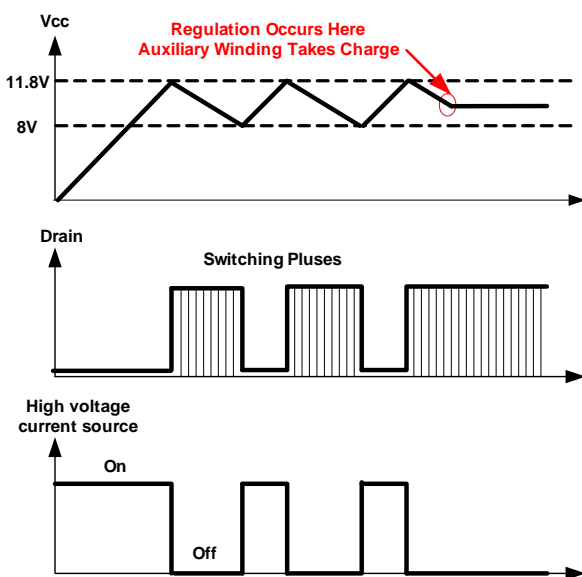 Vcc
Regulation Occurs Here
Auxiliary Winding Takes Charge
11.8V
8V
Drain
Switching Pluses
High voltage
current source
On
Off